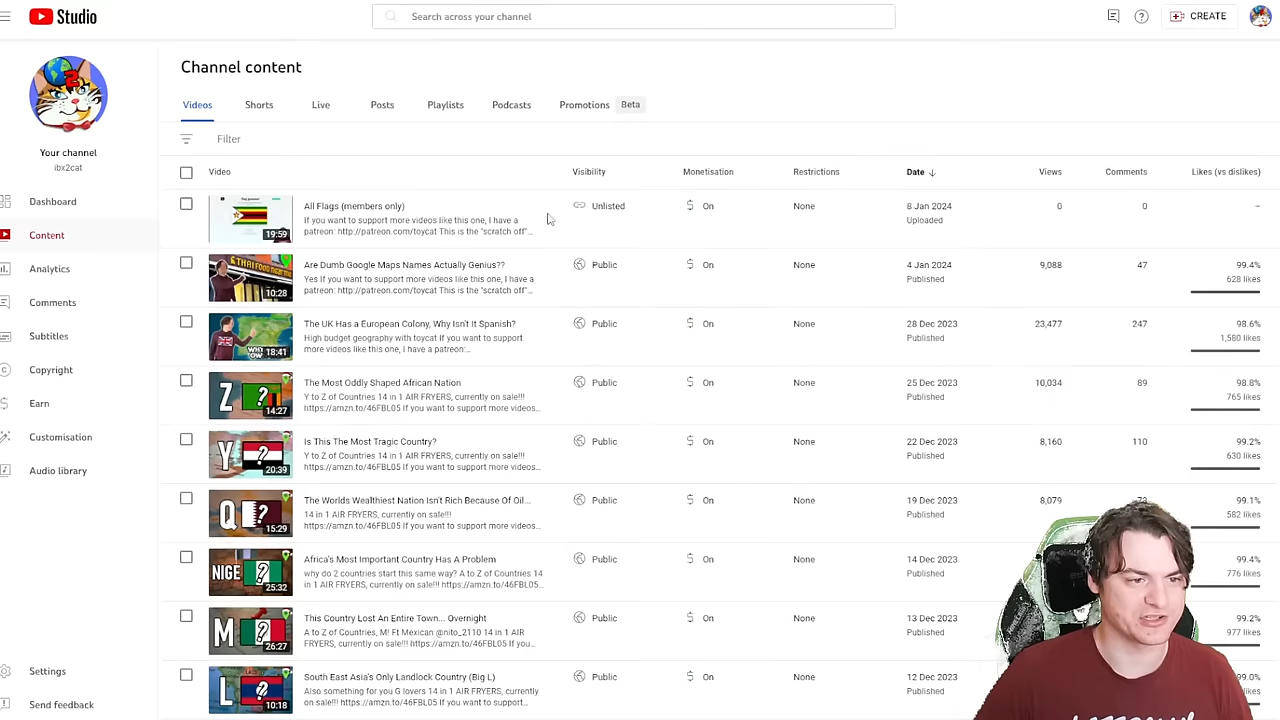 Studio
Search across your channel
CREATE
2
Your channel
ibx2cat
Dashboard
Content
Analytics
Comments
Subtitles
Copyright
Earn
Customisation
Audio library
Settings
Send feedback
Channel content
Videos Shorts Live Posts Playlists Podcasts Promotions Beta
Filter
Video Visibility Monetisation Restrictions Date Views Comments Likes (vs dislikes)
All Flags (members only) Unlisted On None 8 Jan 2024 0 0 –
If you want to support more videos like this one, I have a Uploaded
patreon: http://patreon.com/toycat This is the "scratch off"...
19:59
Are Dumb Google Maps Names Actually Genius?? Public On None 4 Jan 2024 9,088 47 99.4%
Yes If you want to support more videos like this one, I have a Published 628 likes
patreon: http://patreon.com/toycat This is the "scratch off"...
10:28
The UK Has a European Colony, Why Isn't It Spanish? Public On None 28 Dec 2023 23,477 247 98.6%
High budget geography with toycat If you want to support Published 1,580 likes
more videos like this one, I have a patreon:...
18:41
The Most Oddly Shaped African Nation Public On None 25 Dec 2023 10,034 89 98.8%
Y to Z of Countries 14 in 1 AIR FRYERS, currently on sale!!! Published 765 likes
https://amzn.to/46FBL05 If you want to support more videos...
Z ? 14:27
Is This The Most Tragic Country? Public On None 22 Dec 2023 8,160 110 99.2%
Y to Z of Countries 14 in 1 AIR FRYERS, currently on sale!!! Published 630 likes
https://amzn.to/46FBL05 If you want to support more videos...
Y ? 20:39
The Worlds Wealthiest Nation Isn't Rich Because Of Oil... Public On None 19 Dec 2023 8,079 99.1%
14 in 1 AIR FRYERS, currently on sale!!! Published 582 likes
https://amzn.to/46FBL05 If you want to support more videos...
Q ? 15:29
Africa's Most Important Country Has A Problem Public On None 14 Dec 2023 99.4%
why do 2 countries start this same way? A to Z of Countries 14 Published 776 likes
in 1 AIR FRYERS, currently on sale!!! https://amzn.to/46FBL05...
NIGE ? 25:32
This Country Lost An Entire Town... Overnight Public On None 13 Dec 2023 99.2%
A to Z of Countries, M! Ft Mexican @nito_2110 14 in 1 AIR Published 977 likes
FRYERS, currently on sale!!! https://amzn.to/46FBL05 If you...
M ? 26:27
South East Asia's Only Landlock Country (Big L) Public On None 12 Dec 2023
Also something for you G lovers 14 in 1 AIR FRYERS, currently Published likes
on sale!!! https://amzn.to/46FBL05 If you want to support...
L ? 10:18